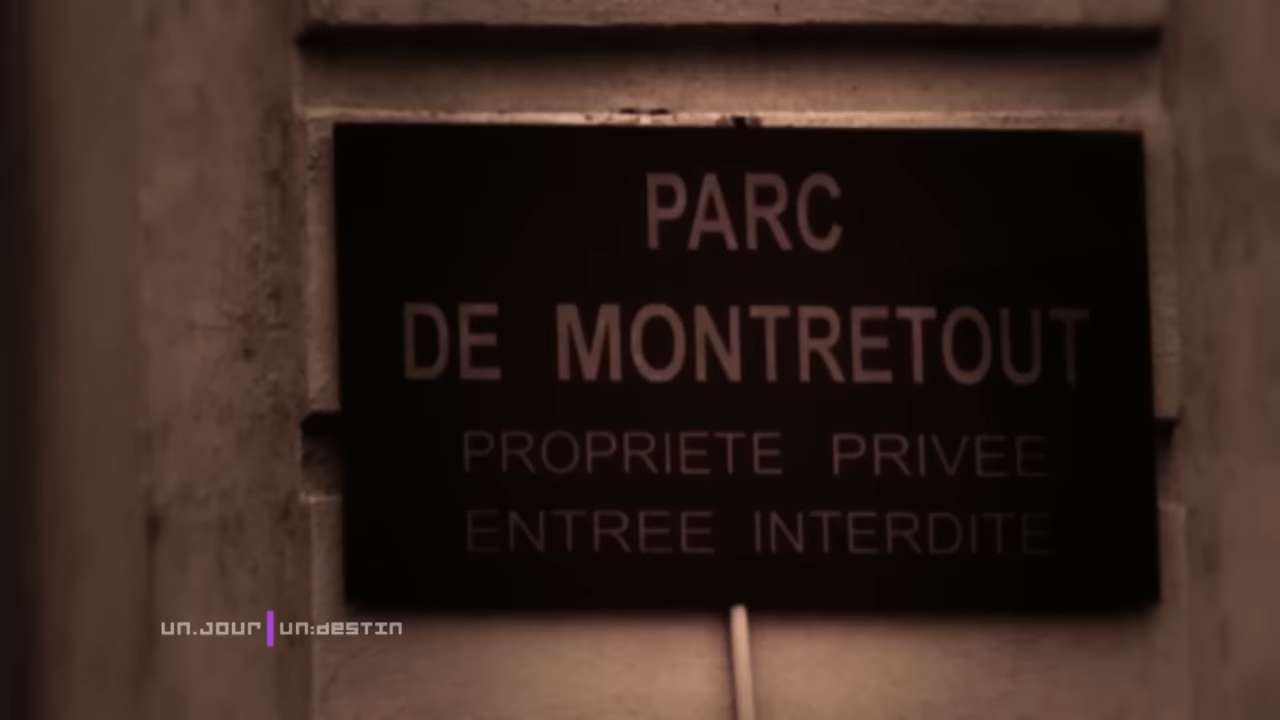 PARC
DE MONTRETOUT
PROPRIETE PRIVEE
ENTREE INTERDITE
un.jour|un:destin